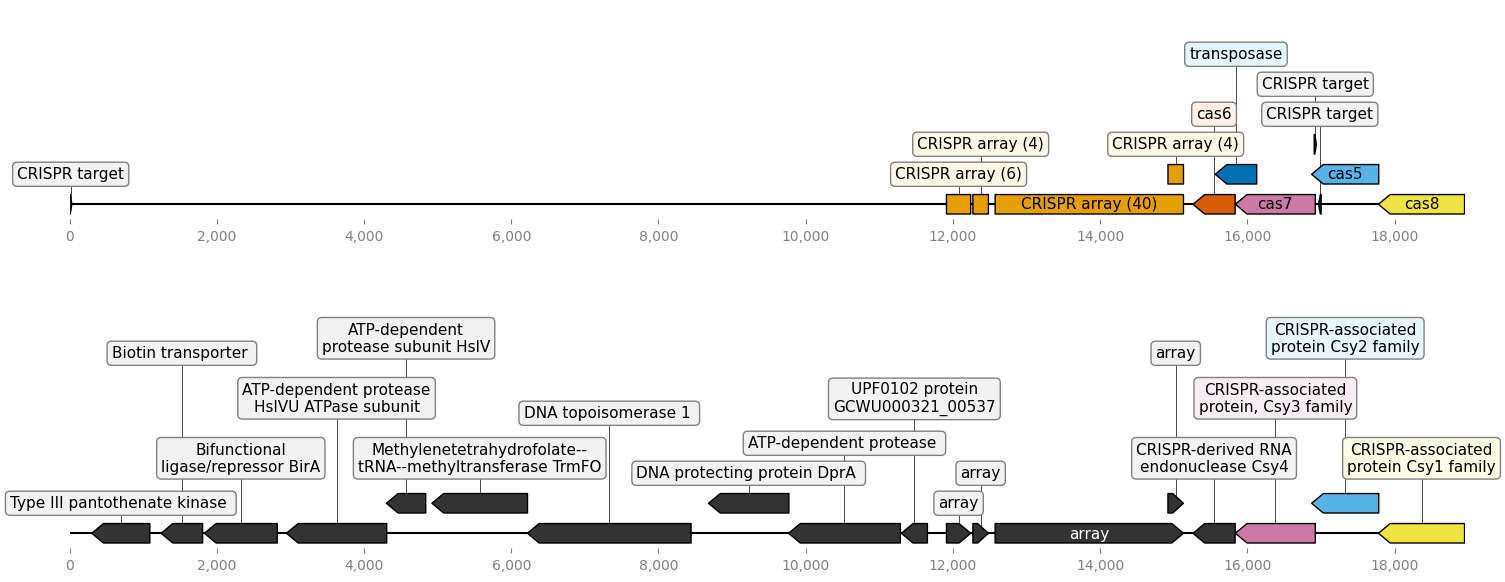 transposase
CRISPR target
cas6
CRISPR target
CRISPR array (4)
CRISPR array (4)
CRISPR target
CRISPR array (6)
cas5
CRISPR array (40)
cas7
cas8
0
2,000
4,000
6,000
8,000
10,000
12,000
14,000
16,000
18,000
ATP-dependent
protease subunit HslV
CRISPR-associated
protein Csy2 family
Biotin transporter
array
ATP-dependent protease
HslVU ATPase subunit
UPF0102 protein
GCWU000321_00537
CRISPR-associated
protein, Csy3 family
DNA topoisomerase 1
ATP-dependent protease
Bifunctional
ligase/repressor BirA
Methylenetetrahydrofolate--
tRNA--methyltransferase TrmFO
CRISPR-derived RNA
endonuclease Csy4
CRISPR-associated
protein Csy1 family
DNA protecting protein DprA
array
Type III pantothenate kinase
array
array
0
2,000
4,000
6,000
8,000
10,000
12,000
14,000
16,000
18,000